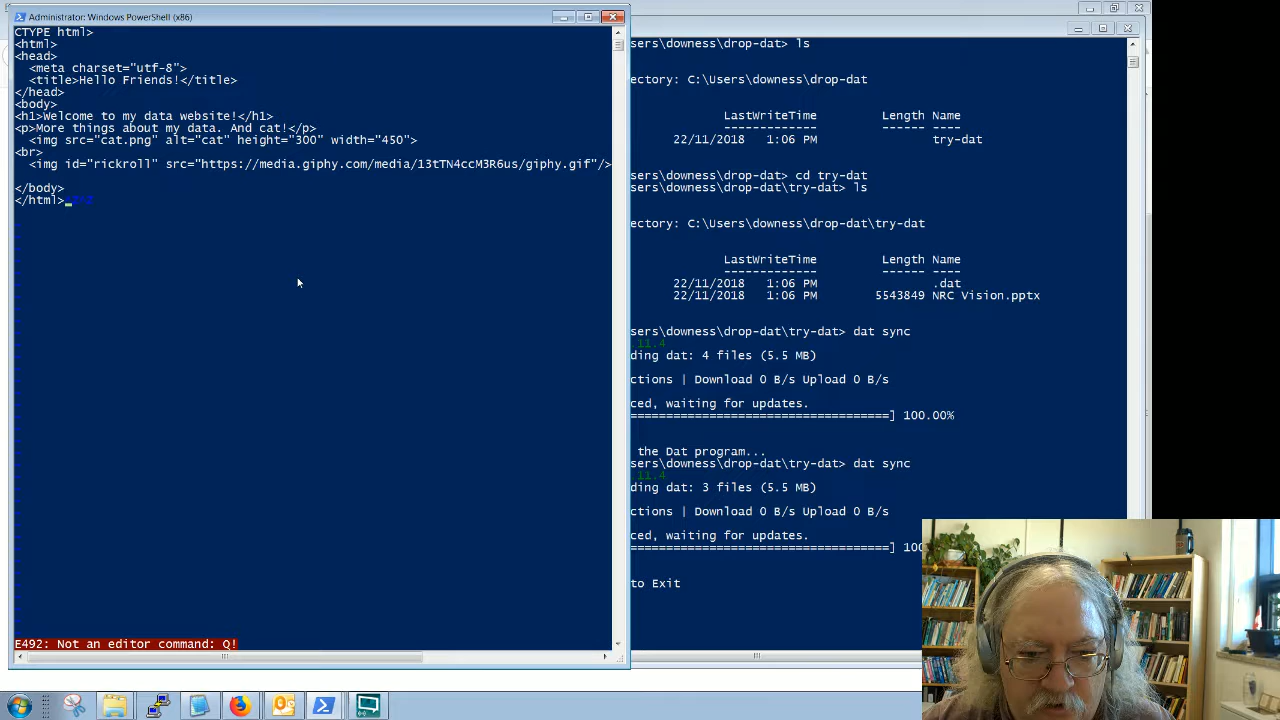 Administrator: Windows PowerShell (x86)
CTYPE html>
<html>
<head>
<meta charset="utf-8">
<title>Hello Friends!</title>
</head>
<body>
<h1>Welcome to my data website!</h1>
<p>More things about my data. And cat!</p>
<img src="cat.png" alt="cat" height="300" width="450">
<br>
<img id="rickroll" src="https://media.giphy.com/media/13tTN4ccM3R6us/giphy.gif"/>
</body>
</html>
E492: Not an editor command: Q!
sers\downess\drop-dat> ls
ectory: C:\Users\downess\drop-dat
LastWriteTime Length Name
------------- ------ ----
22/11/2018 1:06 PM try-dat
sers\downess\drop-dat> cd try-dat
sers\downess\drop-dat\try-dat> ls
ectory: C:\Users\downess\drop-dat\try-dat
LastWriteTime Length Name
------------- ------ ----
22/11/2018 1:06 PM .dat
22/11/2018 1:06 PM 5543849 NRC Vision.pptx
sers\downess\drop-dat\try-dat> dat sync
.11.4
ding dat: 4 files (5.5 MB)
ctions | Download 0 B/s Upload 0 B/s
ced, waiting for updates.
=====================================] 100.00%
the Dat program...
sers\downess\drop-dat\try-dat> dat sync
.11.4
ding dat: 3 files (5.5 MB)
ctions | Download 0 B/s Upload 0 B/s
ced, waiting for updates.
=====================================] 100
to Exit